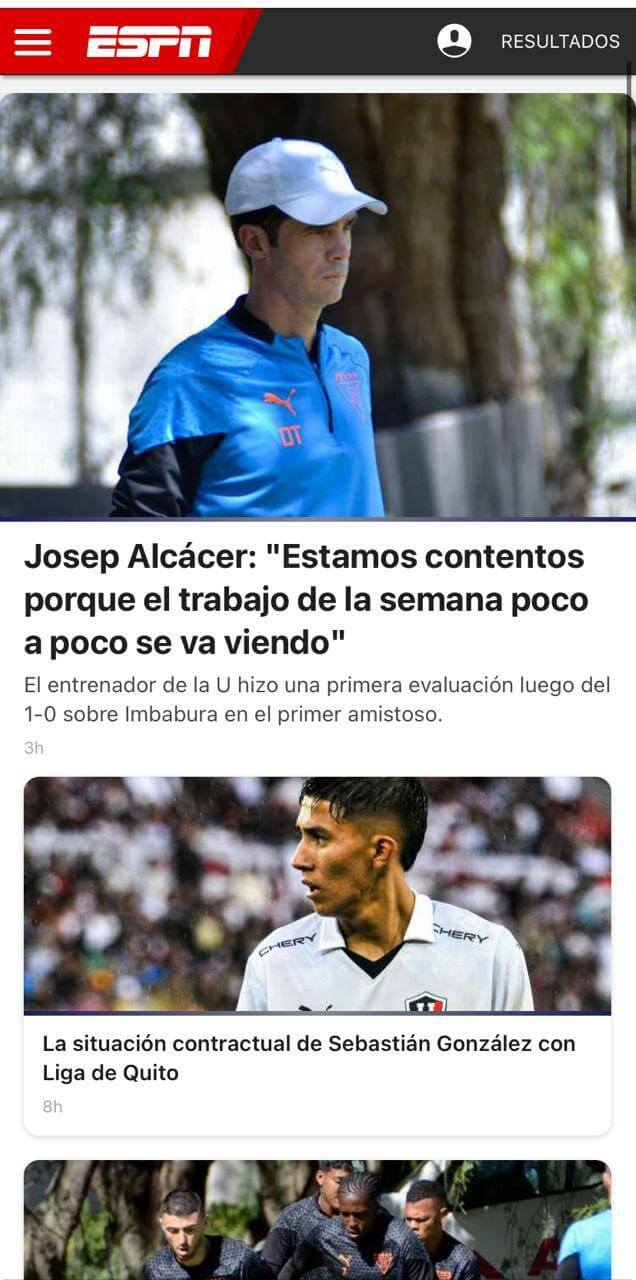 ESPN
RESULTADOS
DT
Josep Alcácer: "Estamos contentos
porque el trabajo de la semana poco
a poco se va viendo"
El entrenador de la U hizo una primera evaluación luego del
1-0 sobre Imbabura en el primer amistoso.
3h
CHERY
CHERY
U
La situación contractual de Sebastián González con
Liga de Quito
8h